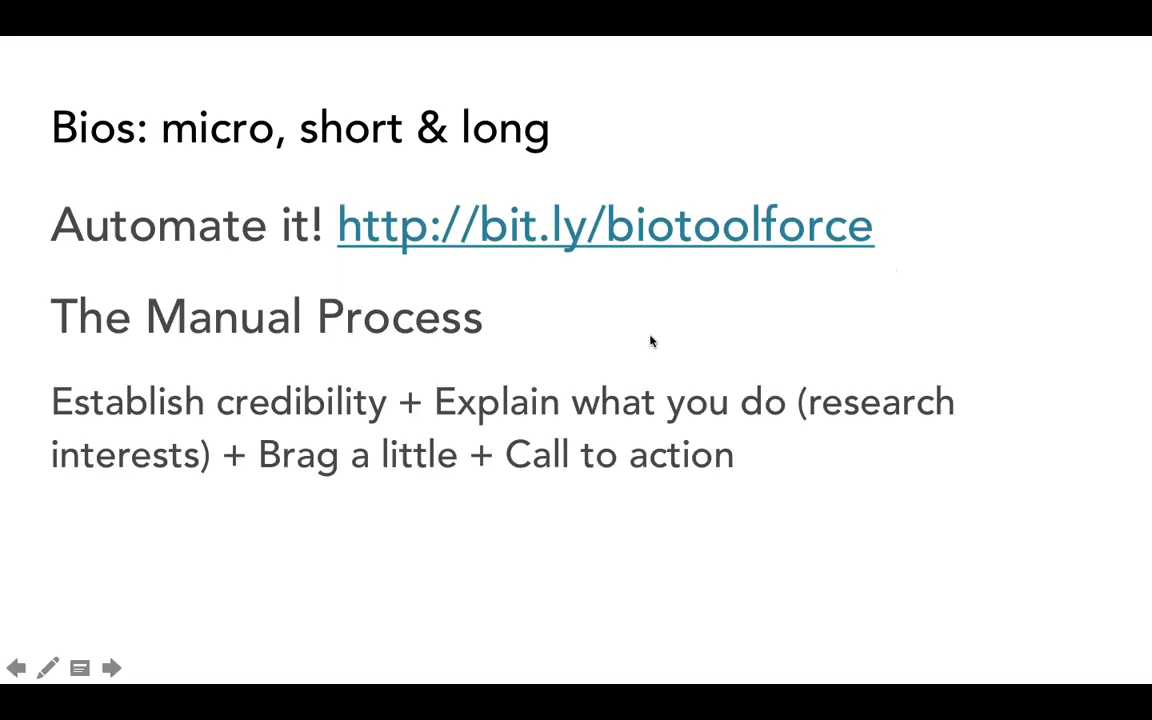 Bios: micro, short & long
Automate it! http://bit.ly/biotoolforce
The Manual Process
Establish credibility + Explain what you do (research
interests) + Brag a little + Call to action